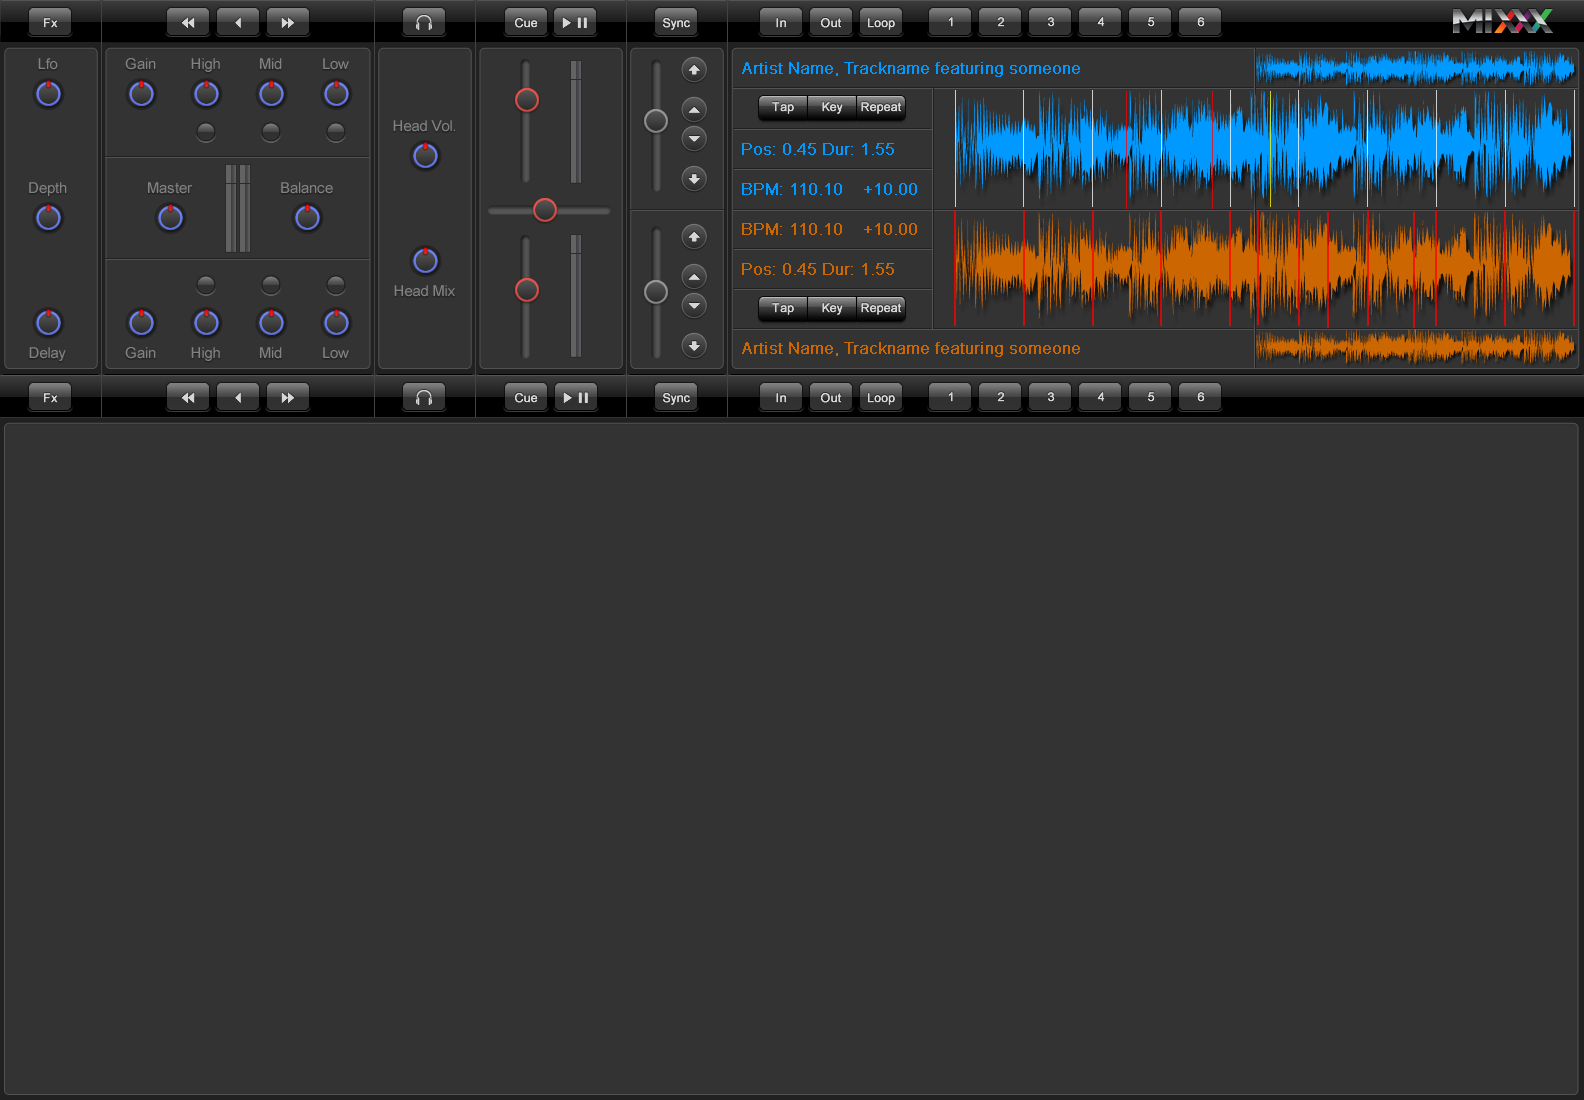 Fx Cue Sync In Out Loop 1 2 3 4 5 6 MIXXX
Lfo Gain High Mid Low
Artist Name, Trackname featuring someone
Tap Key Repeat
Head Vol.
Pos: 0.45 Dur: 1.55
Depth Master Balance
BPM: 110.10 +10.00
BPM: 110.10 +10.00
Pos: 0.45 Dur: 1.55
Head Mix
Tap Key Repeat
Delay Gain High Mid Low
Artist Name, Trackname featuring someone
Fx Cue Sync In Out Loop 1 2 3 4 5 6